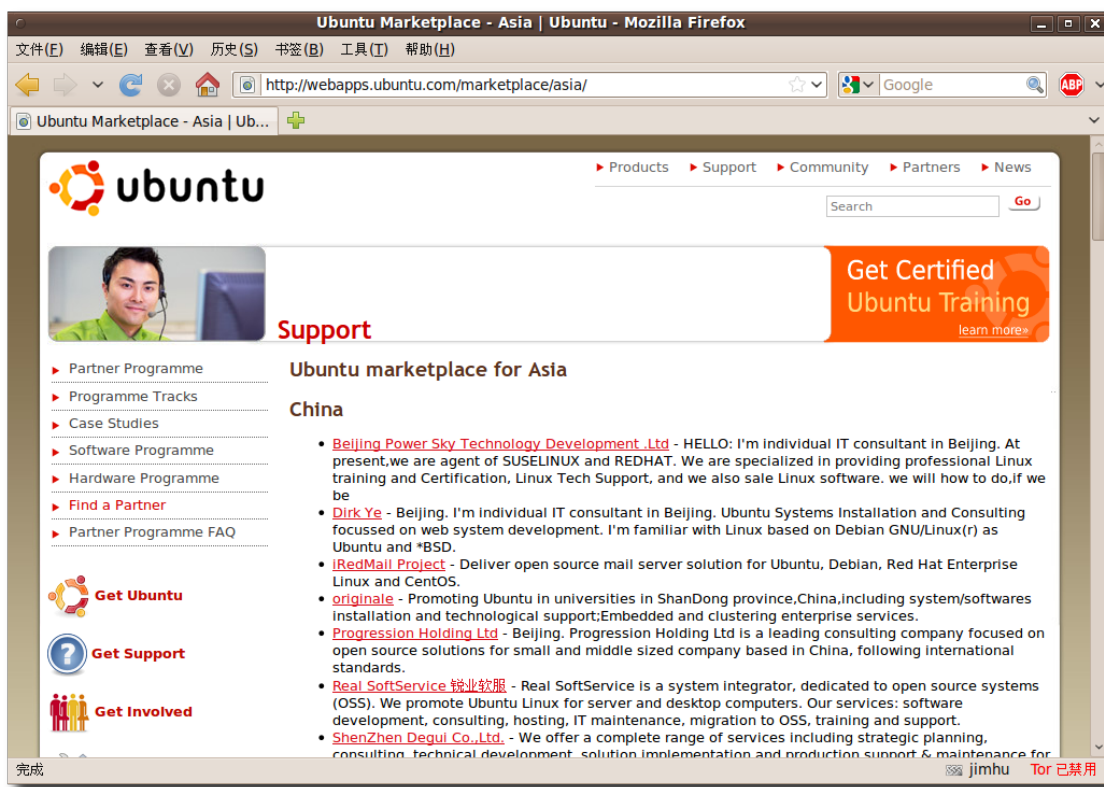 Ubuntu Marketplace - Asia | Ubuntu - Mozilla Firefox
文件(F) 编辑(E) 查看(V) 历史(S) 书签(B) 工具(T) 帮助(H)
http://webapps.ubuntu.com/marketplace/asia/
Google
ABP
Ubuntu Marketplace - Asia | Ub...
ubuntu
Products Support Community Partners News
Search
Go
Support
Get Certified
Ubuntu Training
learn more»
Partner Programme
Programme Tracks
Case Studies
Software Programme
Hardware Programme
Find a Partner
Partner Programme FAQ
Get Ubuntu
Get Support
Get Involved
Ubuntu marketplace for Asia
China
• Beijing Power Sky Technology Development .Ltd - HELLO: I'm individual IT consultant in Beijing. At
present,we are agent of SUSELINUX and REDHAT. We are specialized in providing professional Linux
training and Certification, Linux Tech Support, and we also sale Linux software. we will how to do,if we
be
• Dirk Ye - Beijing. I'm individual IT consultant in Beijing. Ubuntu Systems Installation and Consulting
focussed on web system development. I'm familiar with Linux based on Debian GNU/Linux(r) as
Ubuntu and *BSD.
• iRedMail Project - Deliver open source mail server solution for Ubuntu, Debian, Red Hat Enterprise
Linux and CentOS.
• originale - Promoting Ubuntu in universities in ShanDong province,China,including system/softwares
installation and technological support;Embedded and clustering enterprise services.
• Progression Holding Ltd - Beijing. Progression Holding Ltd is a leading consulting company focused on
open source solutions for small and middle sized company based in China, following international
standards.
• Real SoftService 锐业软服 - Real SoftService is a system integrator, dedicated to open source systems
(OSS). We promote Ubuntu Linux for server and desktop computers. Our services: software
development, consulting, hosting, IT maintenance, migration to OSS, training and support.
• ShenZhen Degui Co.,Ltd. - We offer a complete range of services including strategic planning,
consulting, technical development, solution implementation and production support & maintenance for
完成
jimhu Tor 已禁用